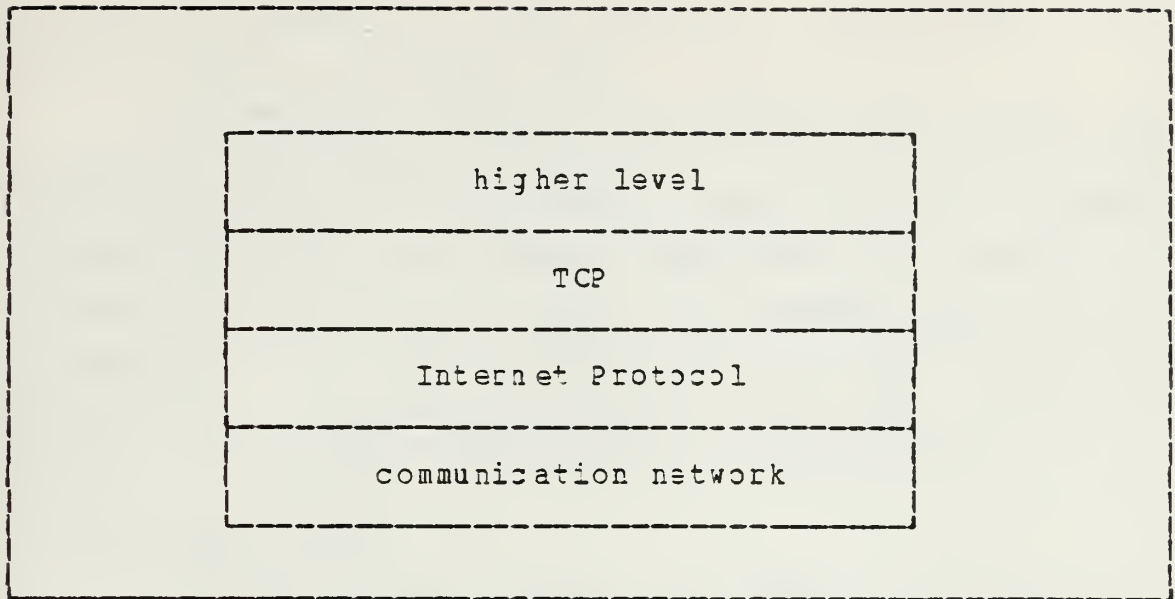 higher level
TCP
Internet Protocol
communication network